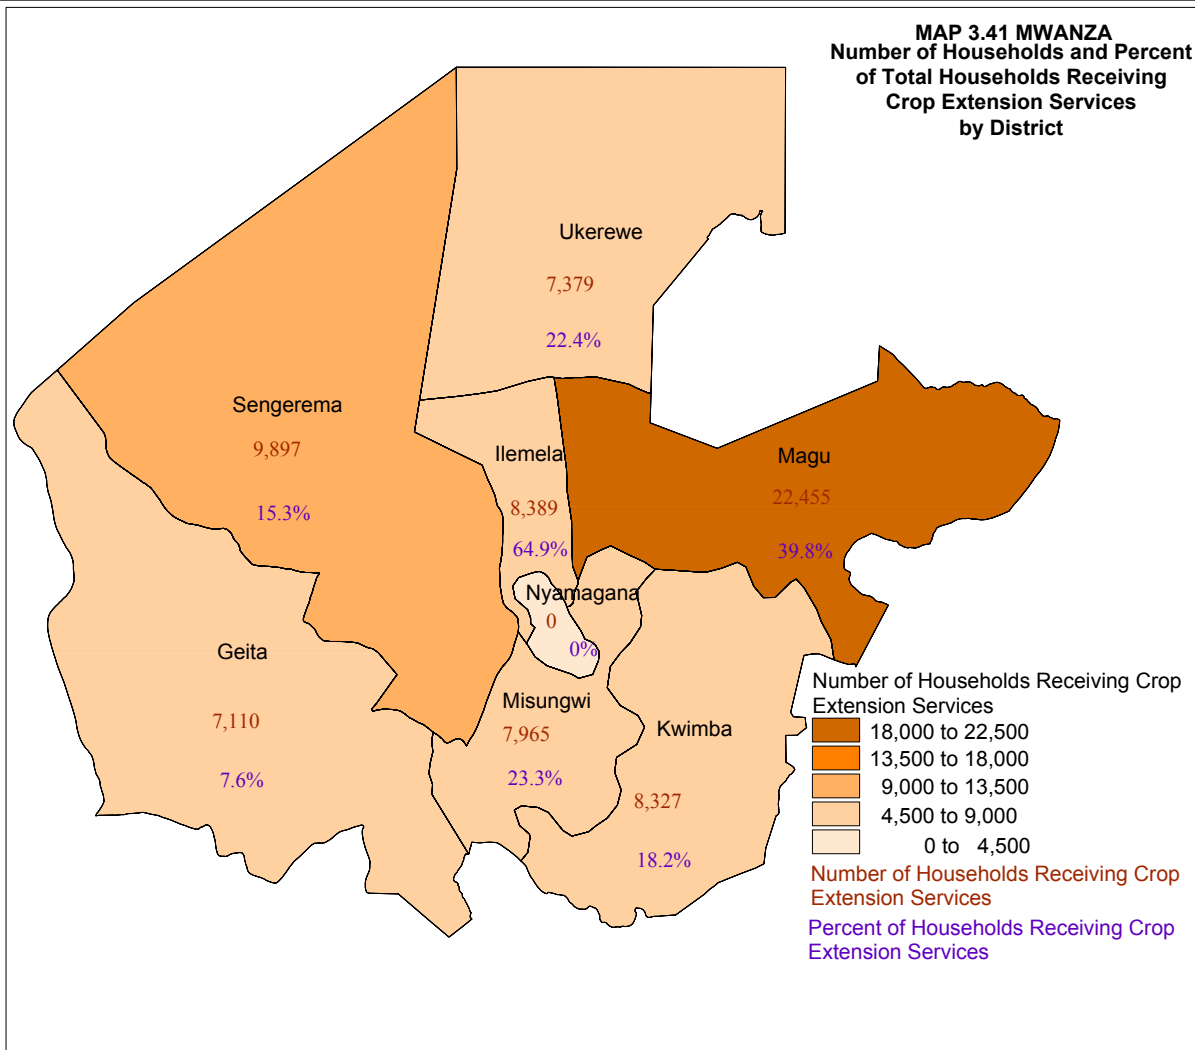 MAP 3.41 MWANZA
Number of Households and Percent
of Total Households Receiving
Crop Extension Services
by District
Ukerewe
7,379
22.4%
Sengerema
9,897
15.3%
Ilemela
8,389
64.9%
Magu
22,455
39.8%
Nyamagana
0
0%
Geita
7,110
7.6%
Misungwi
7,965
23.3%
Kwimba
8,327
18.2%
Number of Households Receiving Crop
Extension Services
18,000 to 22,500
13,500 to 18,000
9,000 to 13,500
4,500 to 9,000
0 to 4,500
Number of Households Receiving Crop
Extension Services
Percent of Households Receiving Crop
Extension Services